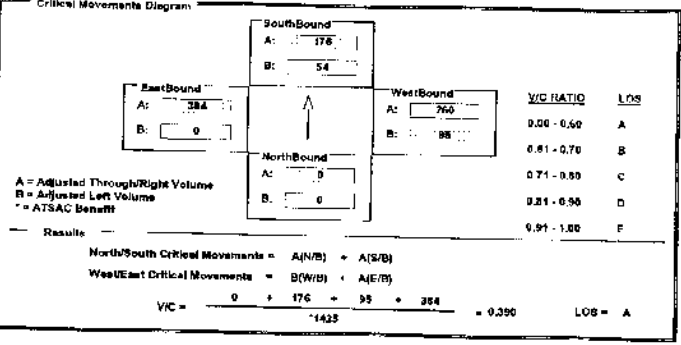 Critical Movements Diagram
SouthBound
A: 176
B: 54
EastBound
A: 384
B: 0
WestBound
A: 260
B: 95
NorthBound
A: 0
B: 0
V/C RATIO LOS
0.00 - 0.60 A
0.61 - 0.70 B
0.71 - 0.80 C
0.81 - 0.90 D
0.91 - 1.00 E
A = Adjusted Through/Right Volume
B = Adjusted Left Volume
* = ATSAC Benefit
Results
North/South Critical Movements = A(N/B) + A(S/B)
West/East Critical Movements = B(W/B) + A(E/B)
V/C = 0 + 176 + 95 + 384 = 0.390 LOS = A
*1425